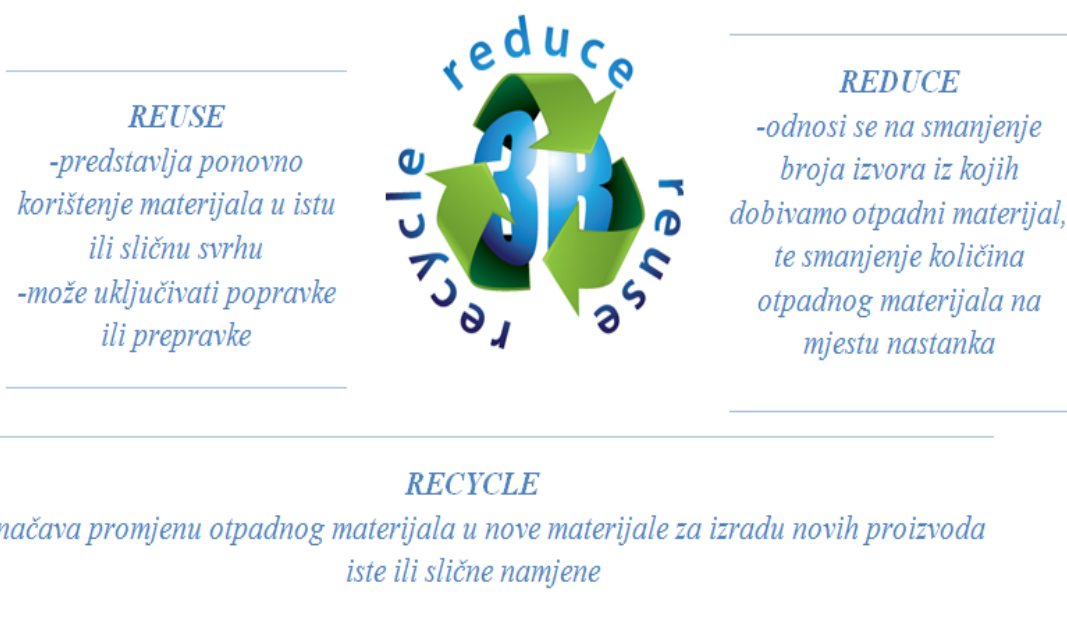 REUSE
-predstavlja ponovno
korištenje materijala u istu
ili sličnu svrhu
-može uključivati popravke
ili prepravke
reduce
reuse
recycle
3R
REDUCE
-odnosi se na smanjenje
broja izvora iz kojih
dobivamo otpadni materijal,
te smanjenje količina
otpadnog materijala na
mjestu nastanka
RECYCLE
načava promjenu otpadnog materijala u nove materijale za izradu novih proizvoda
iste ili slične namjene